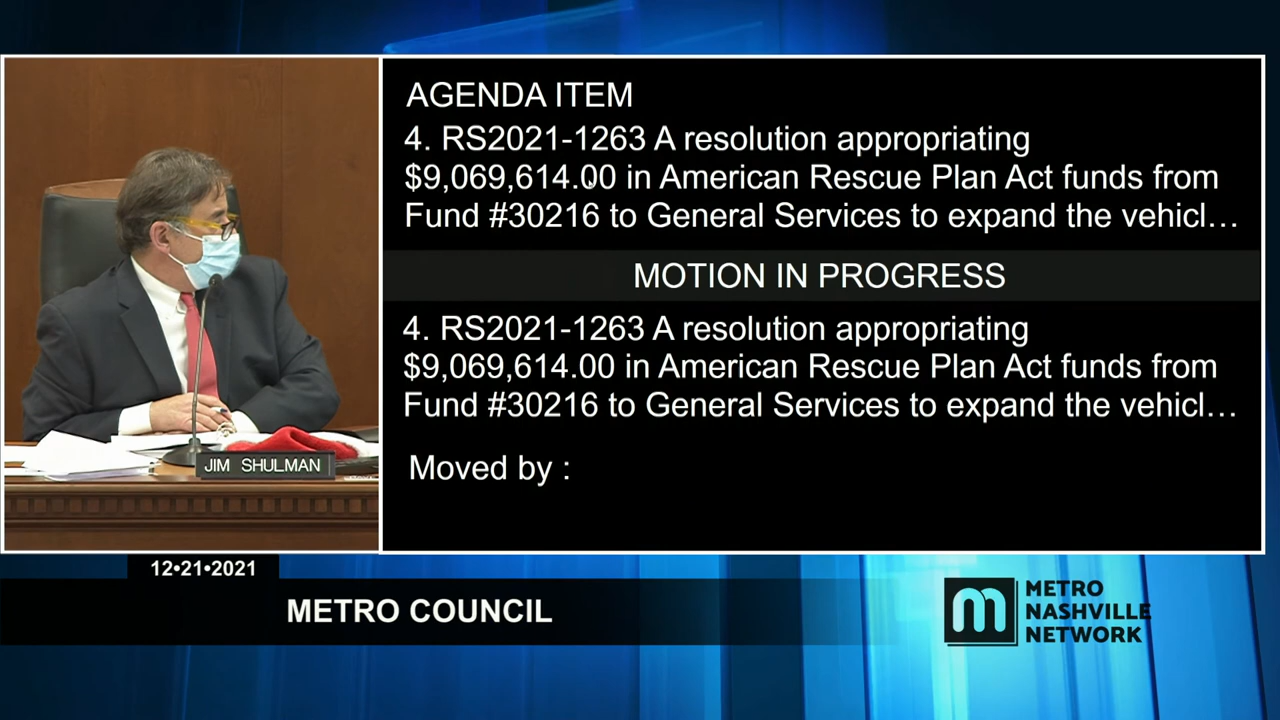 AGENDA ITEM
4. RS2021-1263 A resolution appropriating
$9,069,614.00 in American Rescue Plan Act funds from
Fund #30216 to General Services to expand the vehicl...
MOTION IN PROGRESS
4. RS2021-1263 A resolution appropriating
$9,069,614.00 in American Rescue Plan Act funds from
Fund #30216 to General Services to expand the vehicl...
Moved by :
JIM SHULMAN
12•21•2021
METRO COUNCIL
m
METRO
NASHVILLE
NETWORK